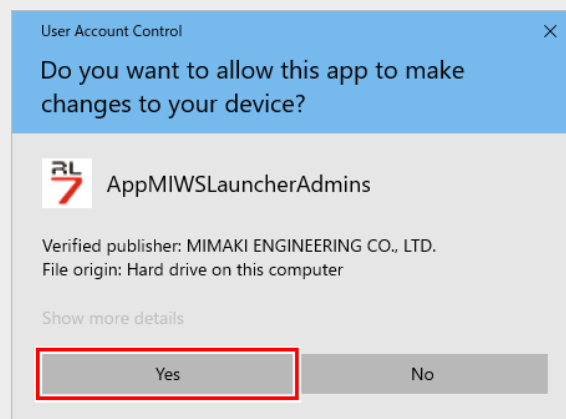 User Account Control
Do you want to allow this app to make
changes to your device?
RL
7
AppMIWSLauncherAdmins
Verified publisher: MIMAKI ENGINEERING CO., LTD.
File origin: Hard drive on this computer
Show more details
Yes
No